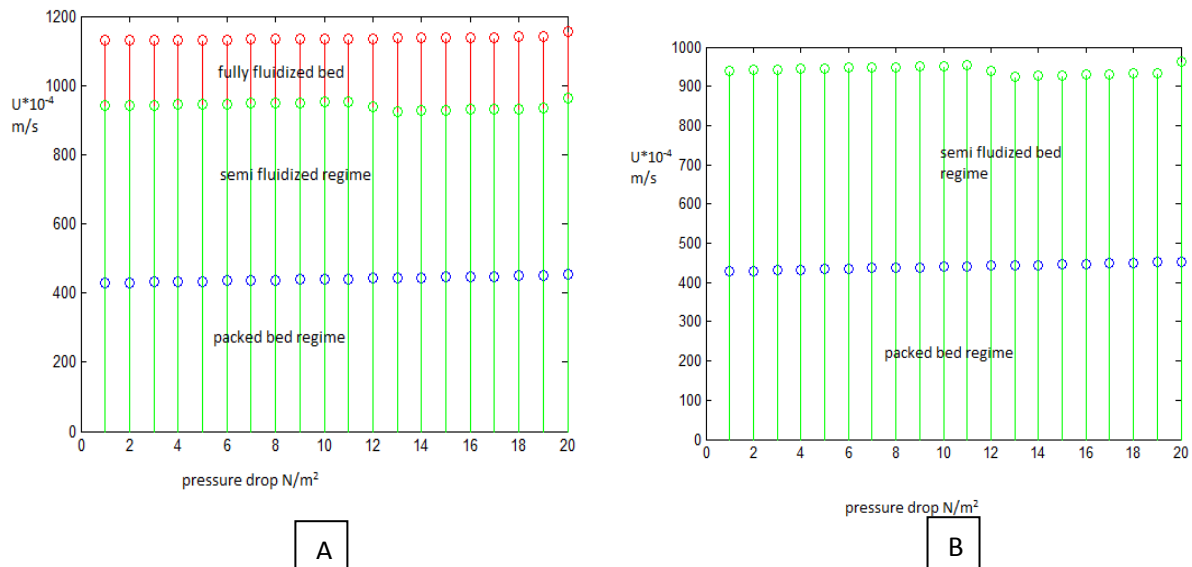 1200
1000
800
600
400
200
0
U*10-4
m/s
fully fluidized bed
semi fluidized regime
packed bed regime
0 2 4 6 8 10 12 14 16 18 20
pressure drop N/m2
A
1000
900
800
700
600
500
400
300
200
100
0
U*10-4
m/s
semi fludized bed
regime
packed bed regime
0 2 4 6 8 10 12 14 16 18 20
pressure drop N/m2
B